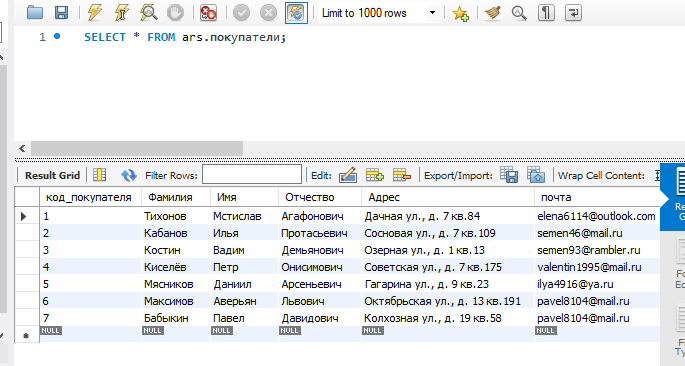 Limit to 1000 rows
1 SELECT * FROM ars.покупатели;
Result Grid Filter Rows: Edit: Export/Import: Wrap Cell Content:
код_покупателя Фамилия Имя Отчество Адрес почта
1 Тихонов Мстислав Агафонович Дачная ул., д. 7 кв.84 elena6114@outlook.com
2 Кабанов Илья Протасьевич Сосновая ул., д. 7 кв.109 semen46@mail.ru
3 Костин Вадим Демьянович Озерная ул., д. 1 кв.13 semen93@rambler.ru
4 Киселёв Петр Онисимович Советская ул., д. 7 кв.175 valentin1995@mail.ru
5 Мясников Даниил Арсеньевич Гагарина ул., д. 9 кв.23 ilya4916@ya.ru
6 Максимов Аверьян Львович Октябрьская ул., д. 13 кв.191 pavel8104@mail.ru
7 Бабыкин Павел Давидович Колхозная ул., д. 19 кв.58 pavel8104@mail.ru
NULL NULL NULL NULL NULL NULL
Re
G
Fo
Ec
Fi
Ty